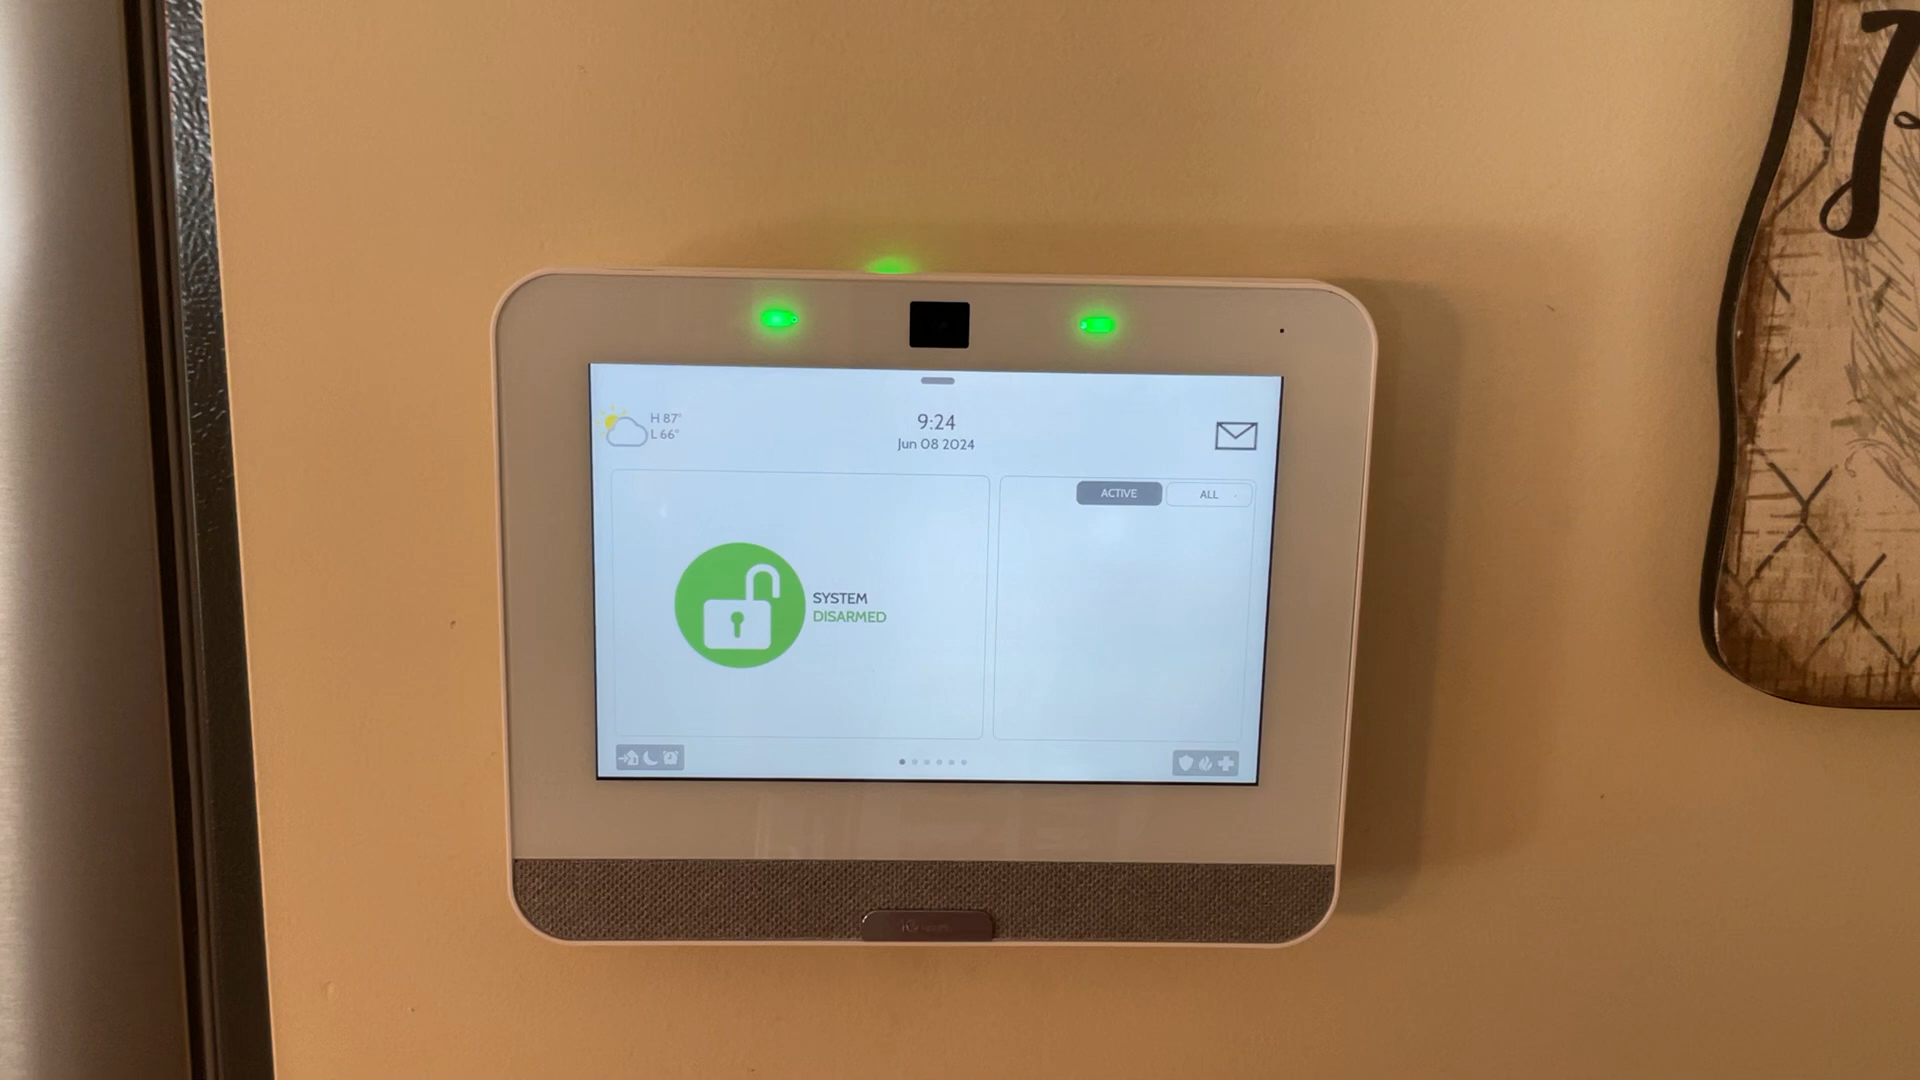 H 87°
L 66°
9:24
Jun 08 2024
ACTIVE
ALL
SYSTEM
DISARMED